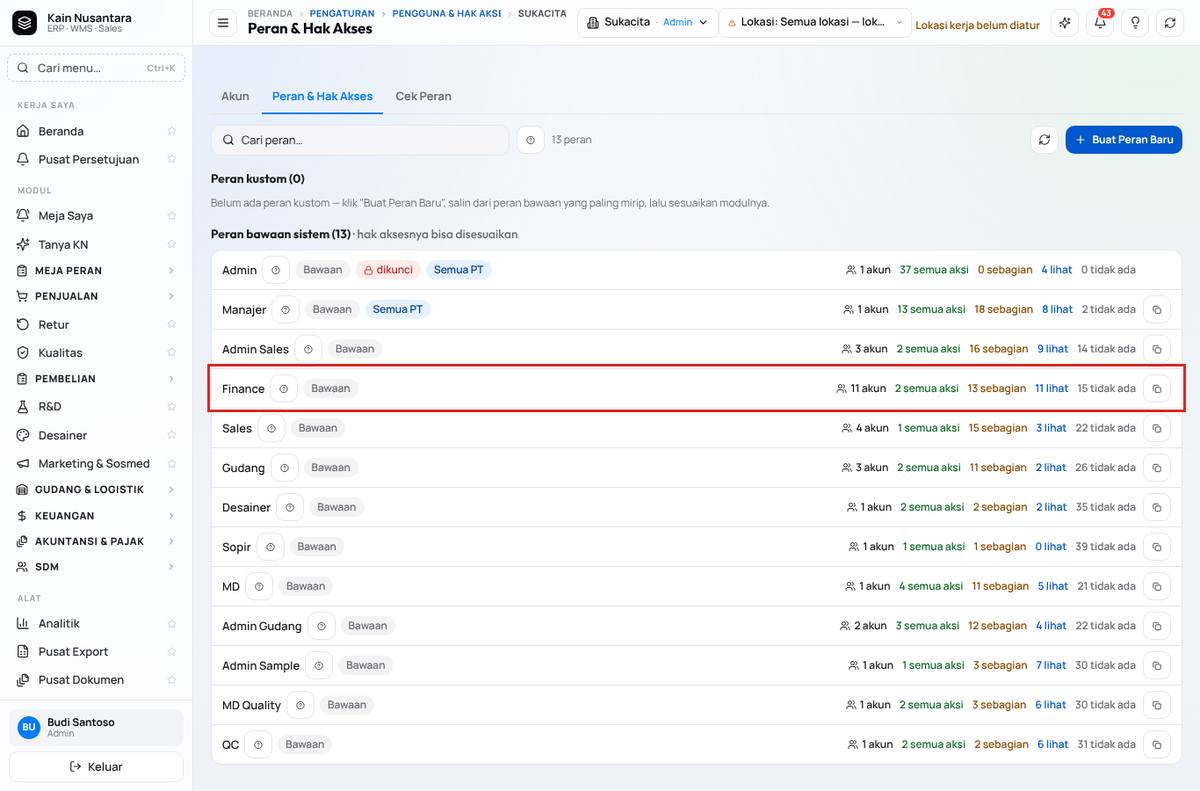 Kain Nusantara
ERP · WMS · Sales
Cari menu... Ctrl+K
KERJA SAYA
Beranda
Pusat Persetujuan
MODUL
Meja Saya
Tanya KN
MEJA PERAN
PENJUALAN
Retur
Kualitas
PEMBELIAN
R&D
Desainer
Marketing & Sosmed
GUDANG & LOGISTIK
KEUANGAN
AKUNTANSI & PAJAK
SDM
ALAT
Analitik
Pusat Export
Pusat Dokumen
BU Budi Santoso
Admin
Keluar
BERANDA > PENGATURAN > PENGGUNA & HAK AKSI > SUKACITA
Peran & Hak Akses
Sukacita · Admin
Lokasi: Semua lokasi — lok...
Lokasi kerja belum diatur
43
Akun Peran & Hak Akses Cek Peran
Cari peran... 13 peran
Buat Peran Baru
Peran kustom (0)
Belum ada peran kustom — klik "Buat Peran Baru", salin dari peran bawaan yang paling mirip, lalu sesuaikan modulnya.
Peran bawaan sistem (13) · hak aksesnya bisa disesuaikan
Admin Bawaan dikunci Semua PT 1 akun 37 semua aksi 0 sebagian 4 lihat 0 tidak ada
Manajer Bawaan Semua PT 1 akun 13 semua aksi 18 sebagian 8 lihat 2 tidak ada
Admin Sales Bawaan 3 akun 2 semua aksi 16 sebagian 9 lihat 14 tidak ada
Finance Bawaan 11 akun 2 semua aksi 13 sebagian 11 lihat 15 tidak ada
Sales Bawaan 4 akun 1 semua aksi 15 sebagian 3 lihat 22 tidak ada
Gudang Bawaan 3 akun 2 semua aksi 11 sebagian 2 lihat 26 tidak ada
Desainer Bawaan 1 akun 2 semua aksi 2 sebagian 2 lihat 35 tidak ada
Sopir Bawaan 1 akun 1 semua aksi 1 sebagian 0 lihat 39 tidak ada
MD Bawaan 1 akun 4 semua aksi 11 sebagian 5 lihat 21 tidak ada
Admin Gudang Bawaan 2 akun 3 semua aksi 12 sebagian 4 lihat 22 tidak ada
Admin Sample Bawaan 1 akun 1 semua aksi 3 sebagian 7 lihat 30 tidak ada
MD Quality Bawaan 1 akun 2 semua aksi 3 sebagian 6 lihat 30 tidak ada
QC Bawaan 1 akun 2 semua aksi 2 sebagian 6 lihat 31 tidak ada